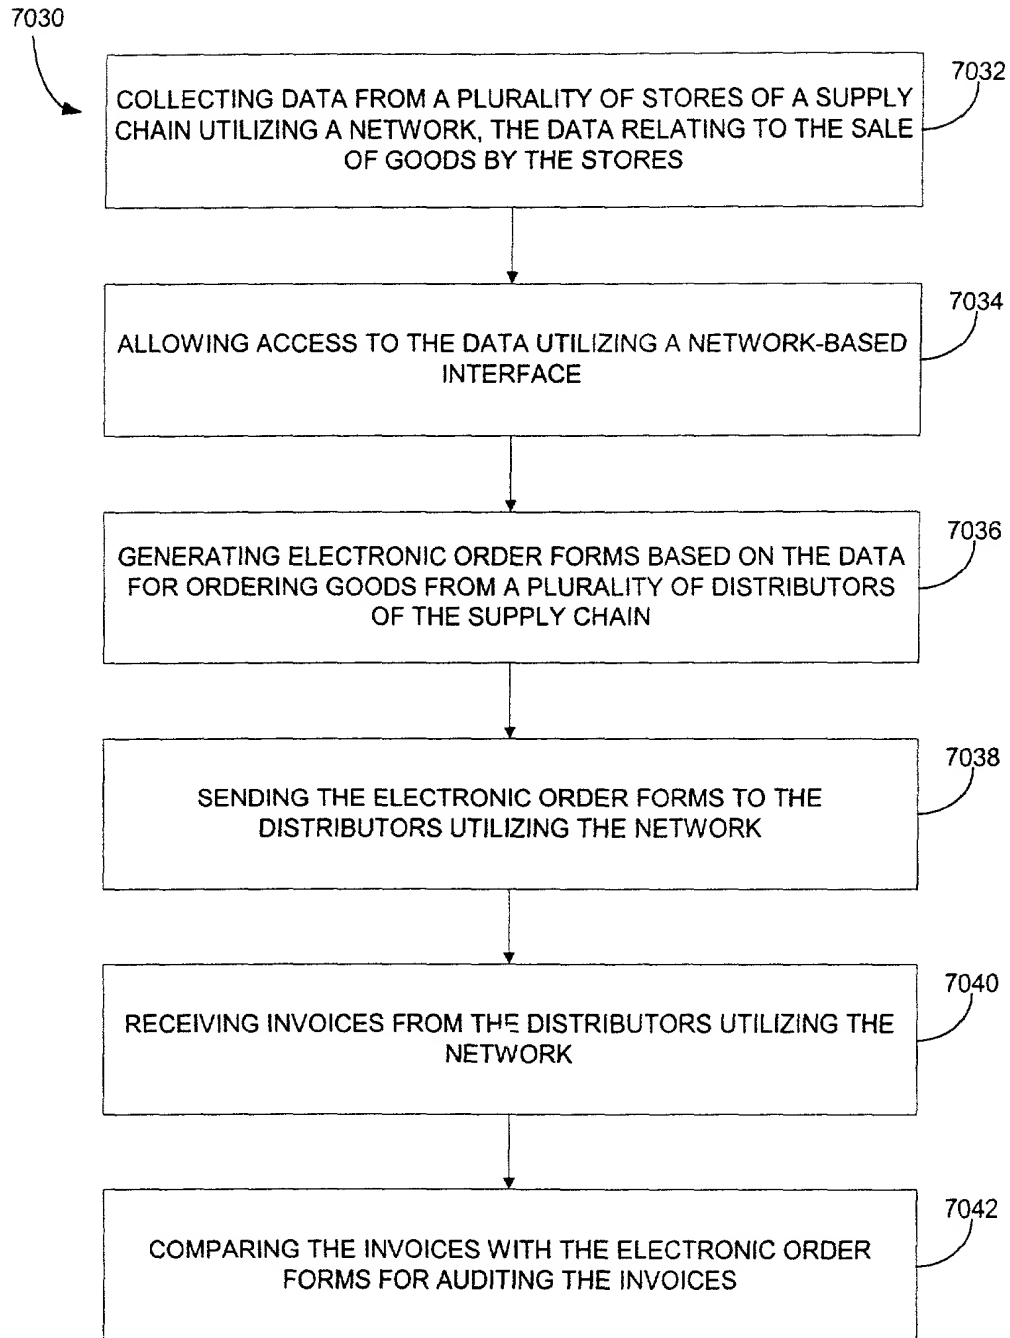 7030
7032
COLLECTING DATA FROM A PLURALITY OF STORES OF A SUPPLY
CHAIN UTILIZING A NETWORK, THE DATA RELATING TO THE SALE
OF GOODS BY THE STORES
7034
ALLOWING ACCESS TO THE DATA UTILIZING A NETWORK-BASED
INTERFACE
7036
GENERATING ELECTRONIC ORDER FORMS BASED ON THE DATA
FOR ORDERING GOODS FROM A PLURALITY OF DISTRIBUTORS
OF THE SUPPLY CHAIN
7038
SENDING THE ELECTRONIC ORDER FORMS TO THE
DISTRIBUTORS UTILIZING THE NETWORK
7040
RECEIVING INVOICES FROM THE DISTRIBUTORS UTILIZING THE
NETWORK
7042
COMPARING THE INVOICES WITH THE ELECTRONIC ORDER
FORMS FOR AUDITING THE INVOICES